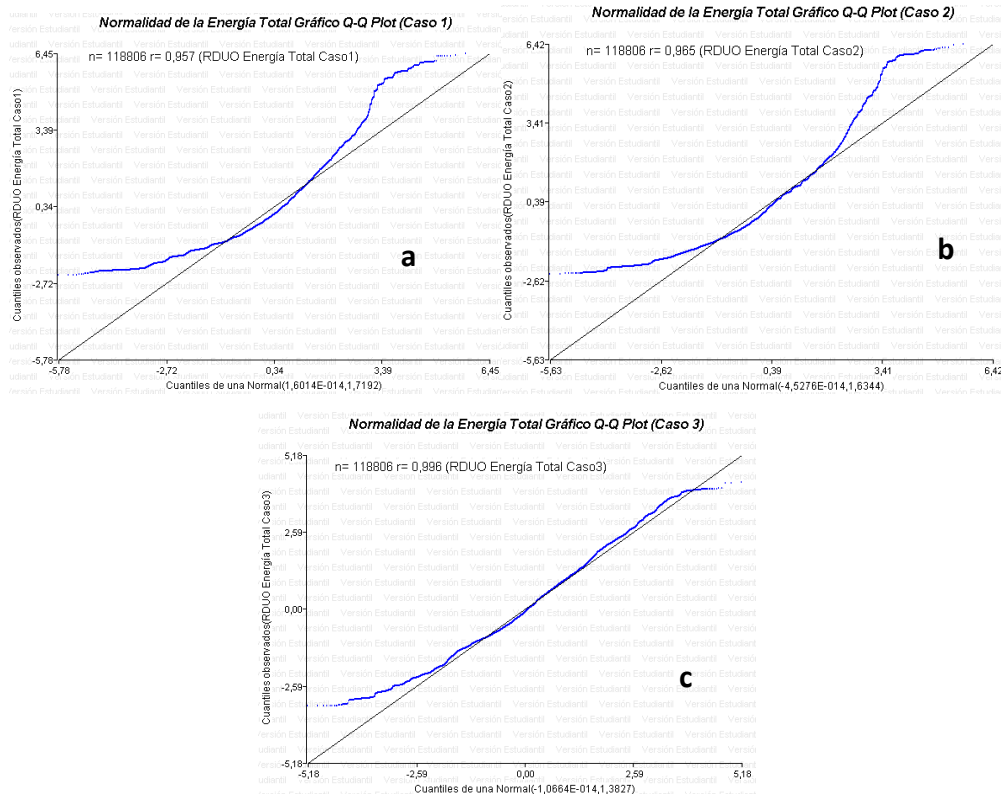 Normalidad de la Energía Total Gráfico Q-Q Plot (Caso 1)
n= 118806 r= 0,957 (RDUO Energía Total Caso1)
6,45
3,39
0,34
-2,72
-5,78
Cuantiles observados(RDUO Energía Total Caso1)
-5,78 -2,72 0,34 3,39 6,45
Cuantiles de una Normal(1,6014E-014,1,7192)
a
Normalidad de la Energía Total Gráfico Q-Q Plot (Caso 2)
n= 118806 r= 0,965 (RDUO Energía Total Caso2)
6,42
3,41
0,39
-2,62
-5,63
Cuantiles observados(RDUO Energía Total Caso2)
-5,63 -2,62 0,39 3,41 6,42
Cuantiles de una Normal(-4,5276E-014,1,6344)
b
Normalidad de la Energía Total Gráfico Q-Q Plot (Caso 3)
n= 118806 r= 0,996 (RDUO Energía Total Caso3)
5,18
2,59
0,00
-2,59
-5,18
Cuantiles observados(RDUO Energía Total Caso3)
-5,18 -2,59 0,00 2,59 5,18
Cuantiles de una Normal(-1,0664E-014,1,3827)
c
Versión Estudiantil